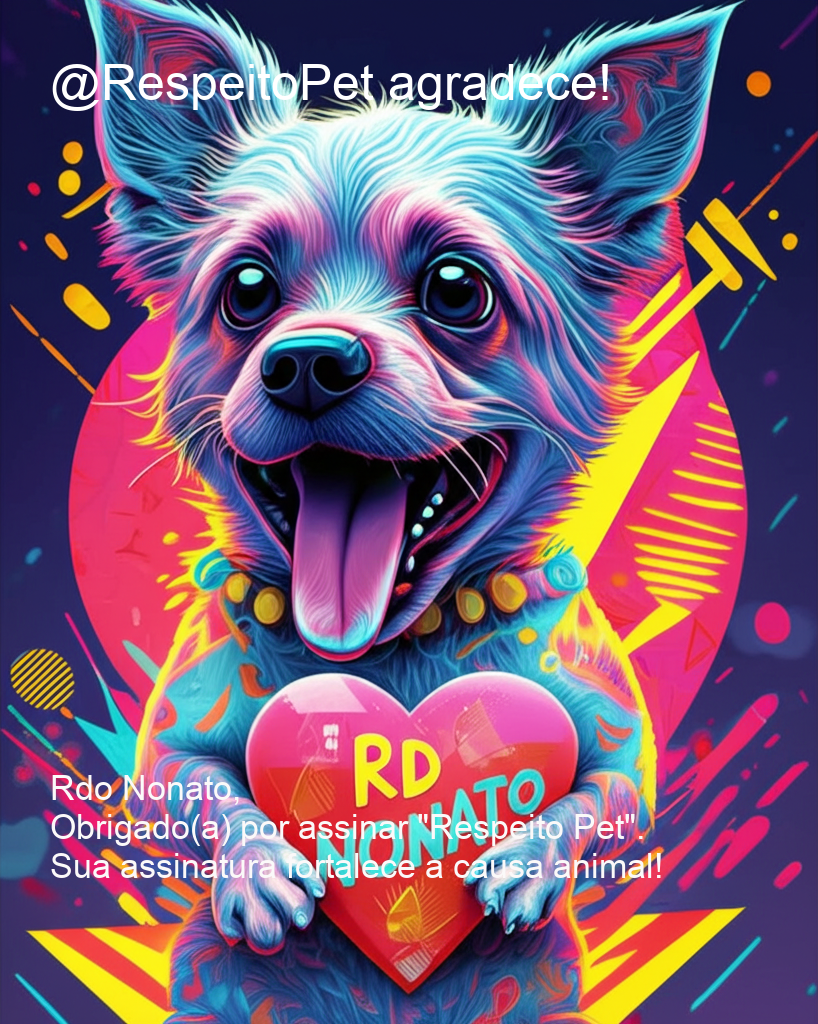 @RespeitoPet agradece!
RD
NONATO
Rdo Nonato,
Obrigado(a) por assinar "Respeito Pet".
Sua assinatura fortalece a causa animal!